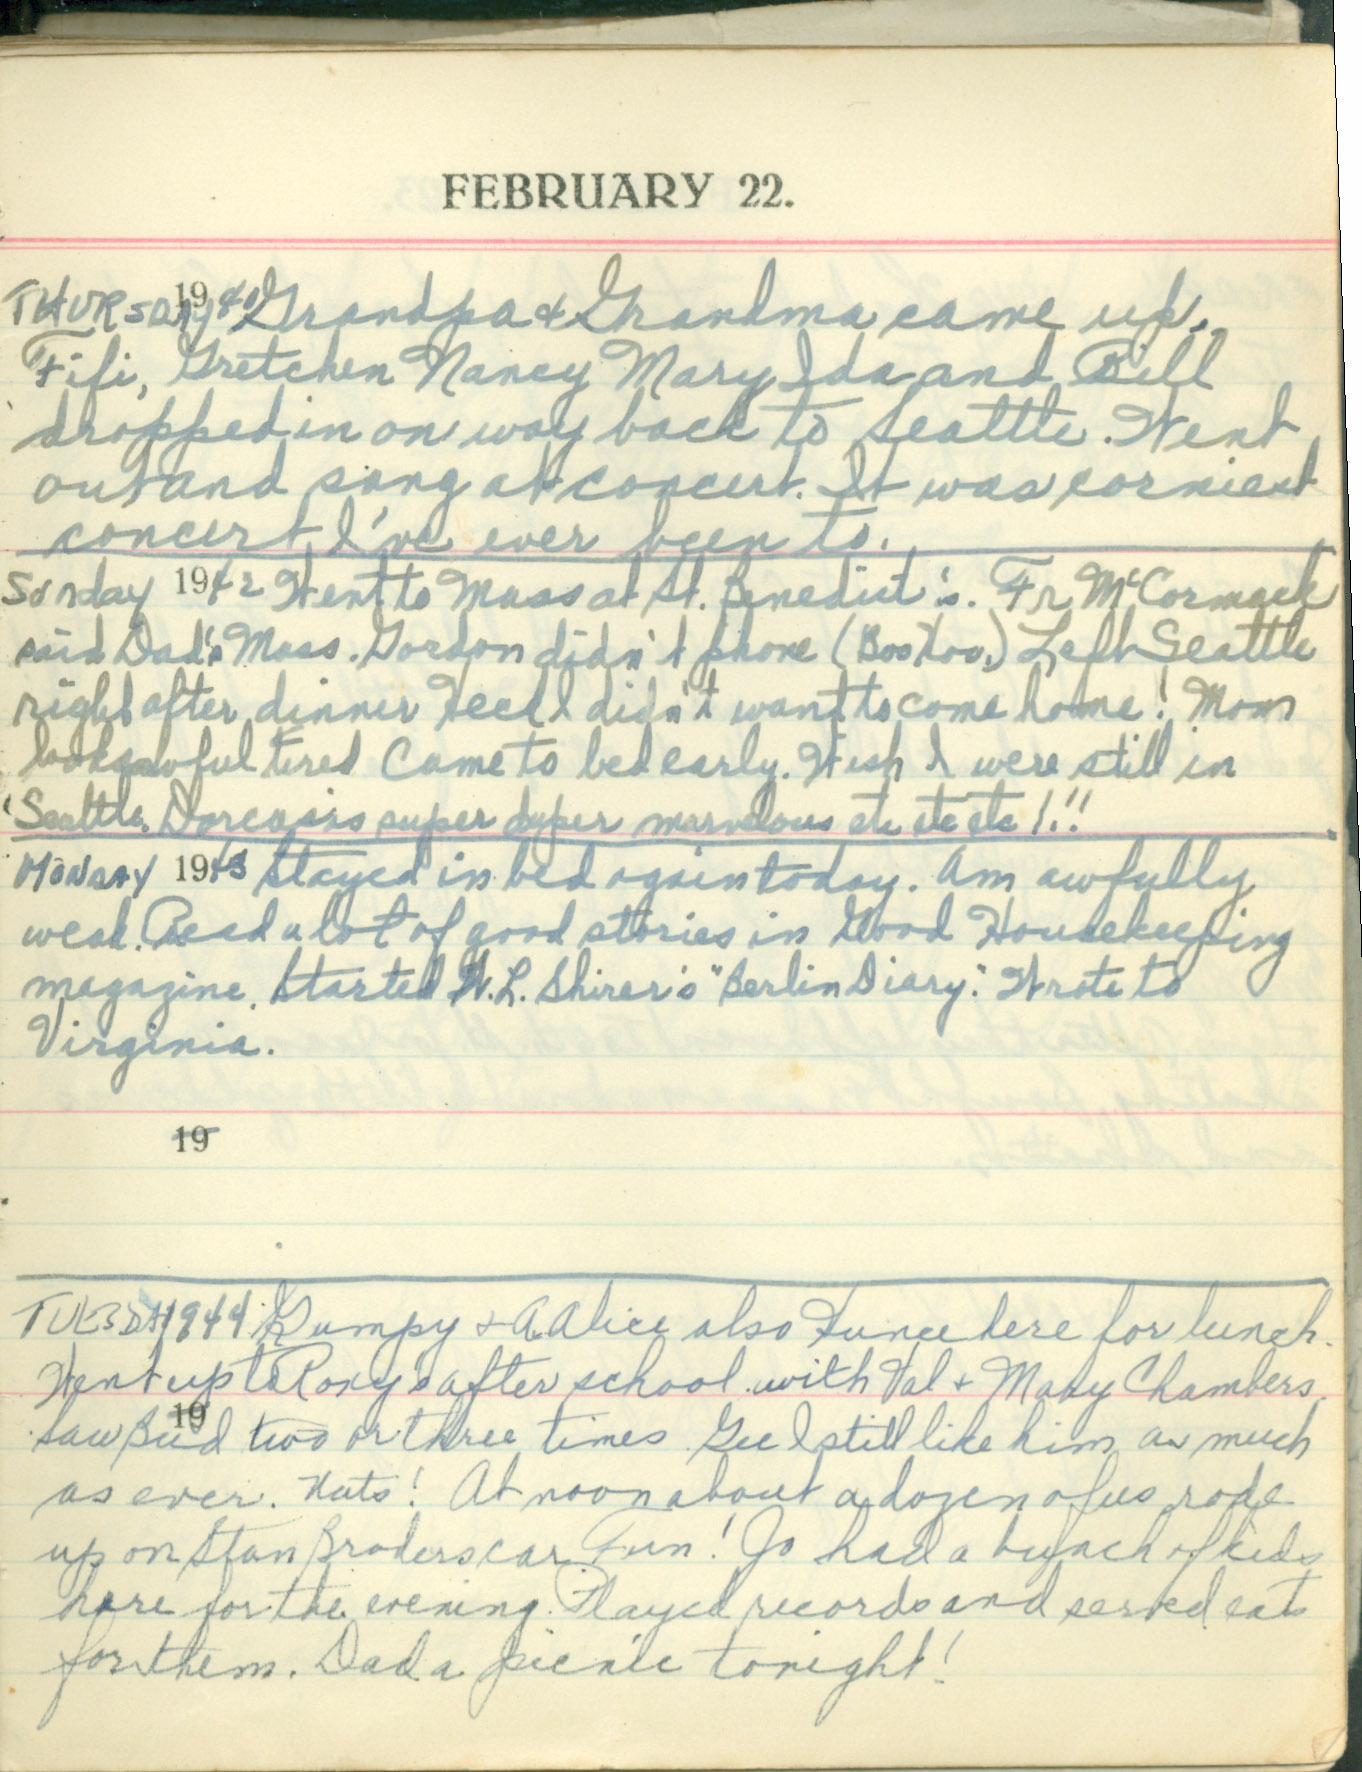 FEBRUARY 22.
THURSDAY 1940 Grandpa & Grandma came up.
Fifi, Gretchen Nancy Mary Ida and Bill
dropped in on way back to Seattle. Went
out and sang at concert. It was corniest
concert I've ever been to.
Sunday 1942 Went to Mass at St. Benedict's. Fr McCormack
said Dad's Mass. Gordon didn't phone (Boo hoo.) Left Seattle
right after dinner Heck I didn't want to come home! Mom
looks awful tired Came to bed early. Wish I were still in
Seattle. Dorcas is super duper marvelous etc etc etc!!!
MONDAY 1943 Stayed in bed again today. Am awfully
weak. Read a lot of good stories in Good Housekeeping
magazine. Started W. L. Shirer's "Berlin Diary." Wrote to
Virginia.
19
TUESDAY 1944 Gumpy & A. Alice also here for lunch.
Went up to Roxy's after school with Val & Mary Chambers.
19
Saw Bud two or three times Gee I still like him as much
as ever. Nuts! At noon about a dozen of us rode
up on Stan Broders car Fun! Jo had a bunch of kids
here for the evening. Played records and served eats
for them. Dad a picnic tonight!